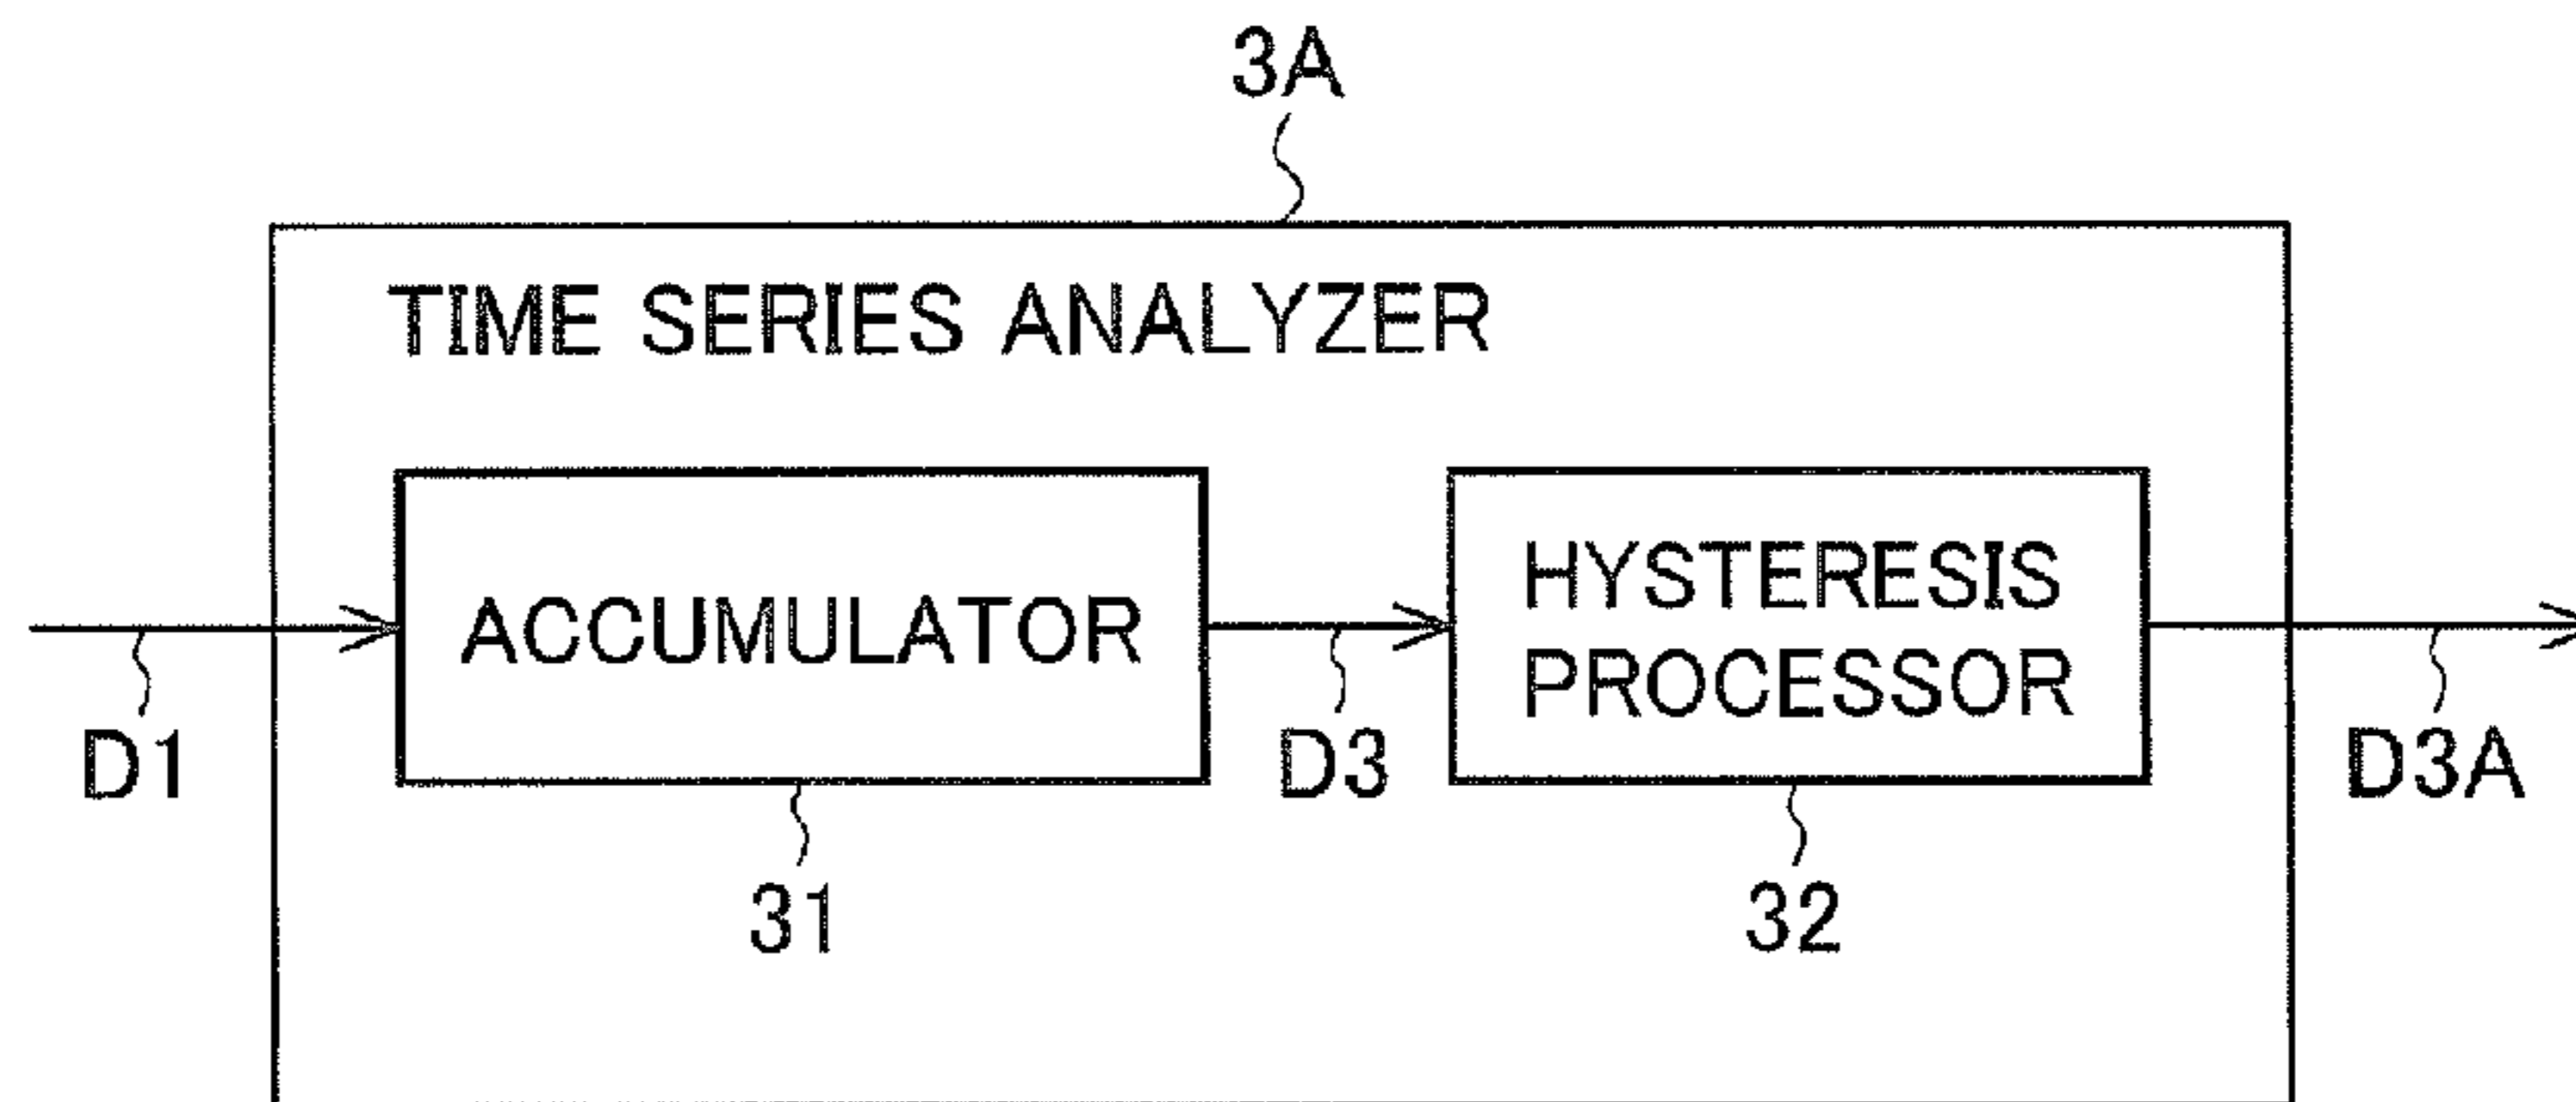 3A
TIME SERIES ANALYZER
ACCUMULATOR
HYSTERESIS
PROCESSOR
D1
D3
D3A
31
32